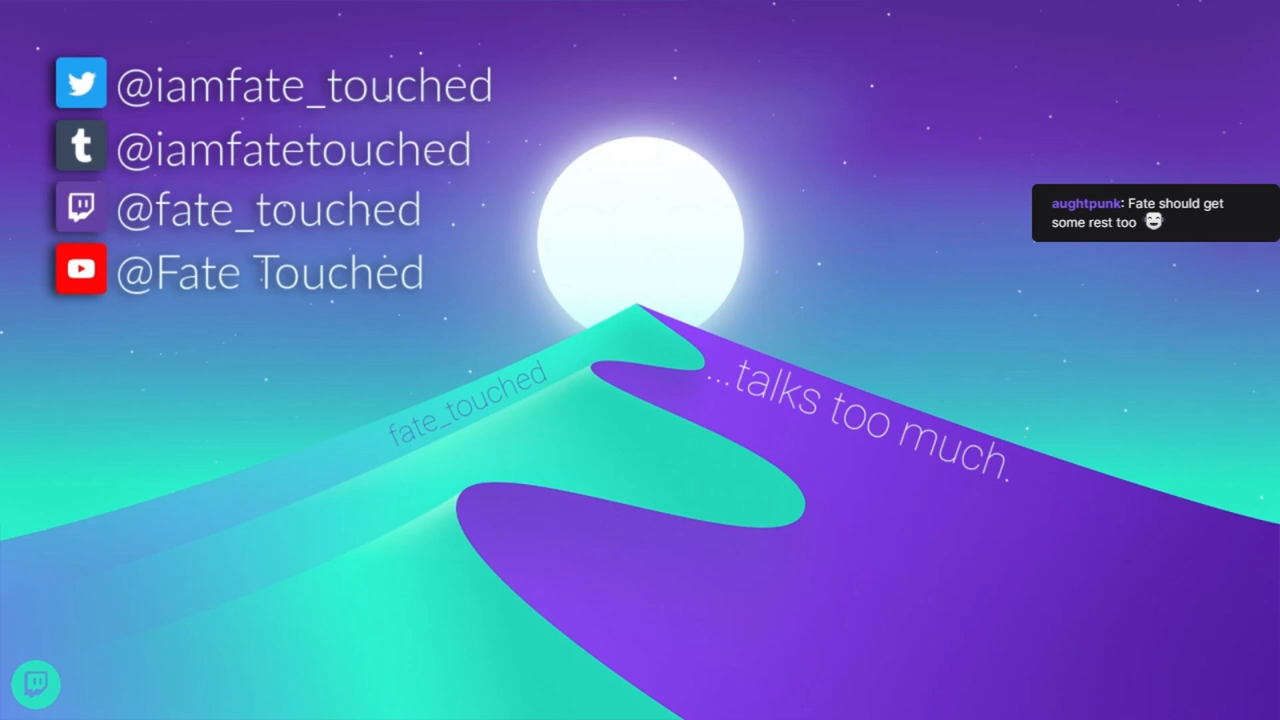 @iamfate_touched
@iamfatetouched
@fate_touched
@Fate Touched
aughtpunk: Fate should get
some rest too
fate_touched
...talks too much.